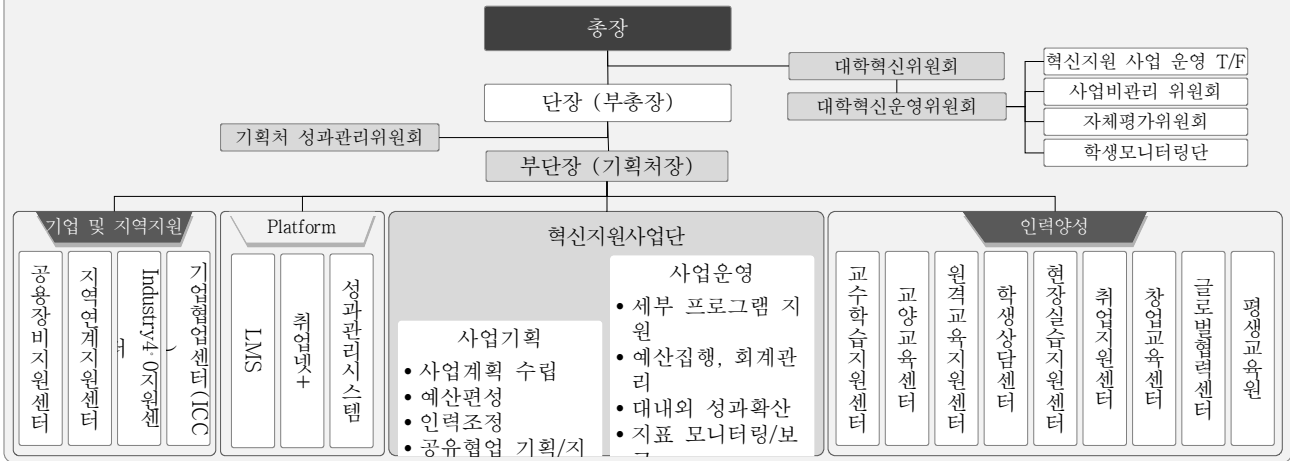 총장
대학혁신위원회
혁신지원 사업 운영 T/F
단장 (부총장)
대학혁신운영위원회
사업비관리 위원회
자체평가위원회
학생모니터링단
기획처 성과관리위원회
부단장 (기획처장)
기업 및 지역지원
공용장비지원센터
지역연계지원센터
Industry4.0지원센
기업협업센터(ICC
Platform
LMS
취업넷+
성과관리시스템
혁신지원사업단
사업기획
• 사업계획 수립
• 예산편성
• 인력조정
• 공유협업 기획/지
사업운영
• 세부 프로그램 지
원
• 예산집행, 회계관
리
• 대내외 성과확산
• 지표 모니터링/보
인력양성
교수학습지원센터
교양교육센터
원격교육지원센터
학생상담센터
현장실습지원센터
취업지원센터
창업교육센터
글로벌협력센터
평생교육원